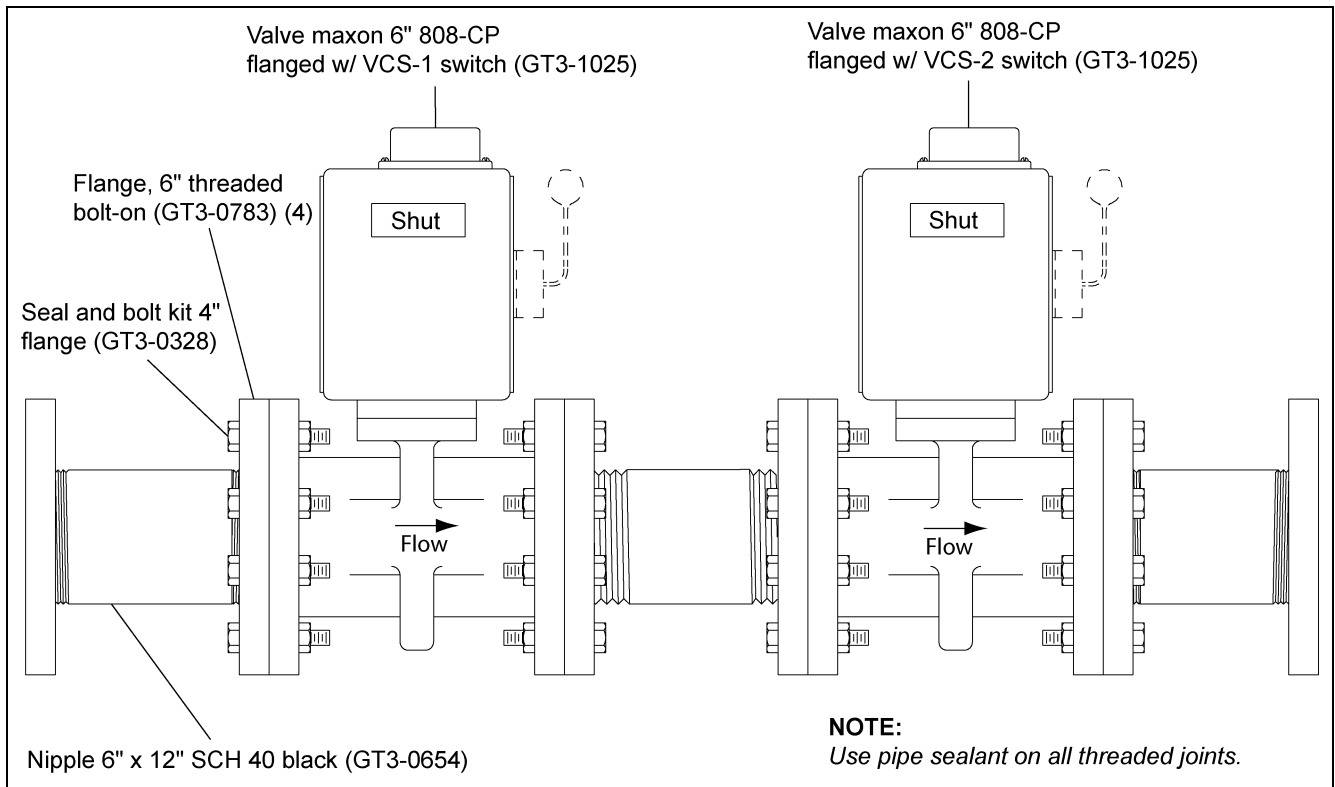 Valve maxon 6" 808-CP
flanged w/ VCS-1 switch (GT3-1025)
Valve maxon 6" 808-CP
flanged w/ VCS-2 switch (GT3-1025)
Flange, 6" threaded
bolt-on (GT3-0783) (4)
Shut
Shut
Seal and bolt kit 4"
flange (GT3-0328)
Flow
Flow
Nipple 6" x 12" SCH 40 black (GT3-0654)
NOTE:
Use pipe sealant on all threaded joints.